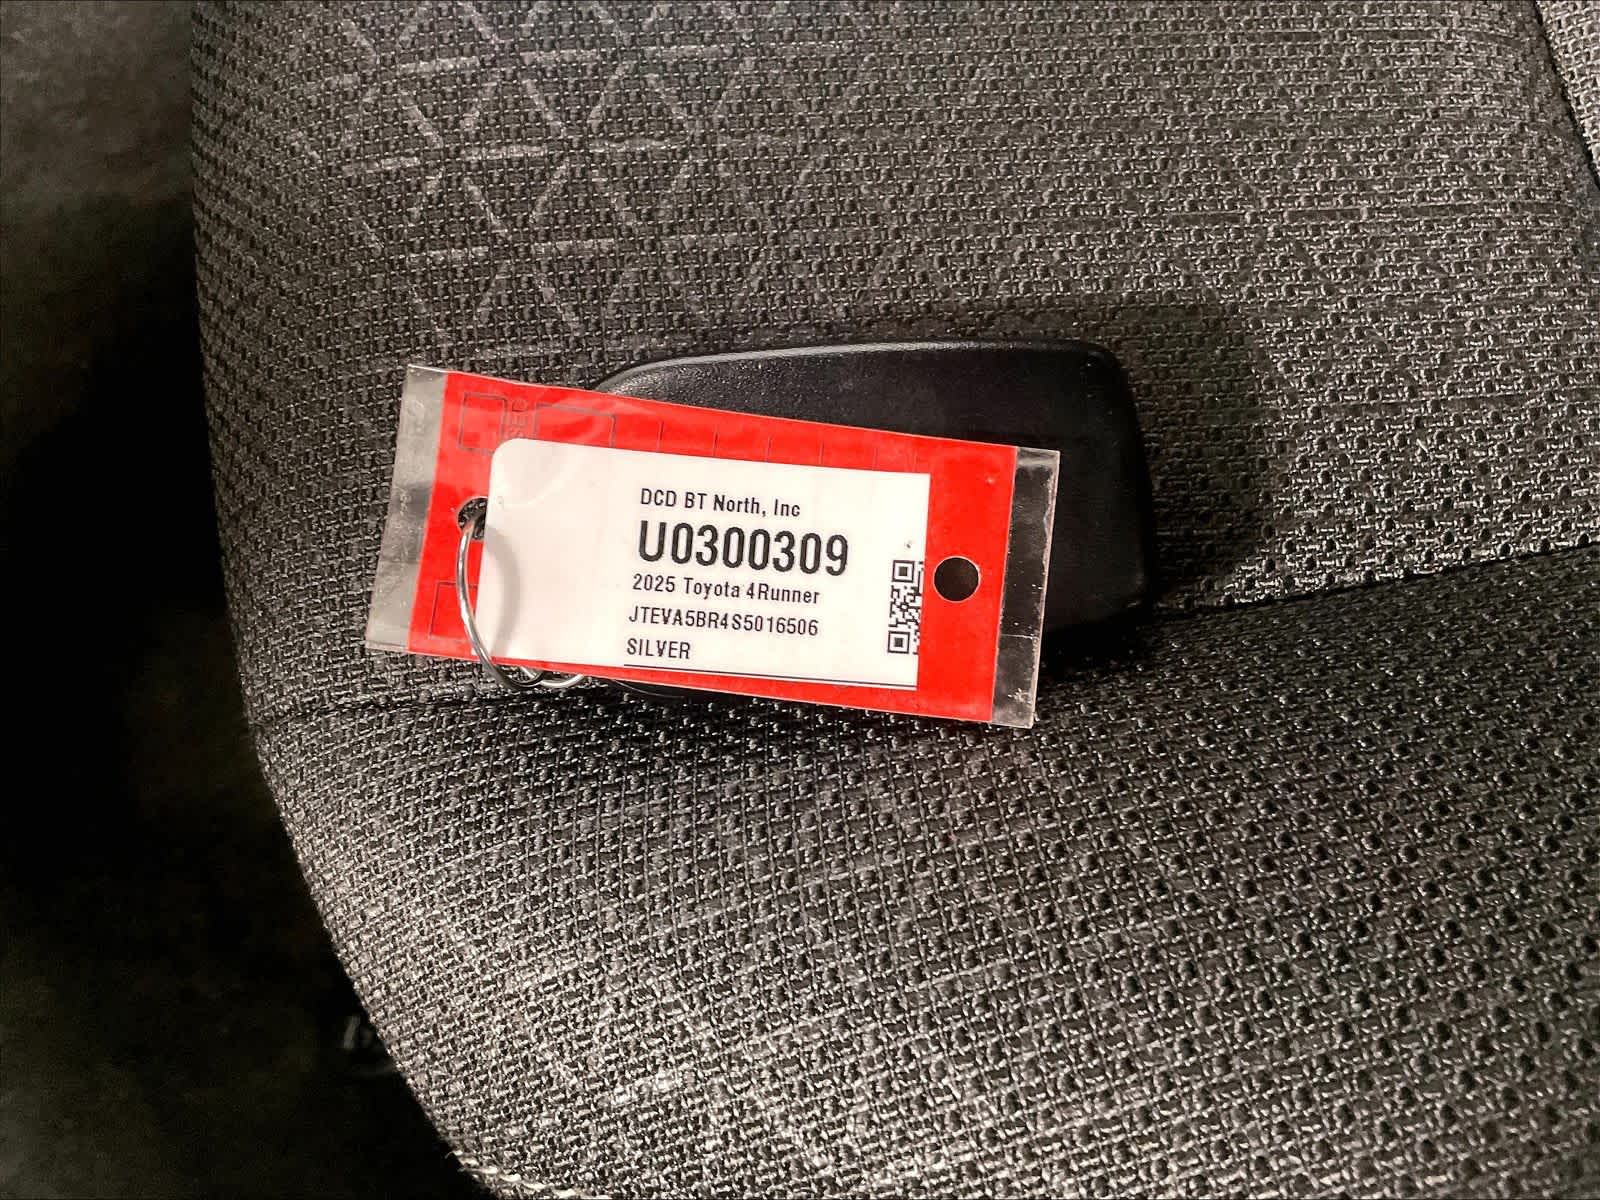 DCD BT North, Inc
U0300309
2025 Toyota 4Runner
JTEVA5BR4S5016506
SILVER